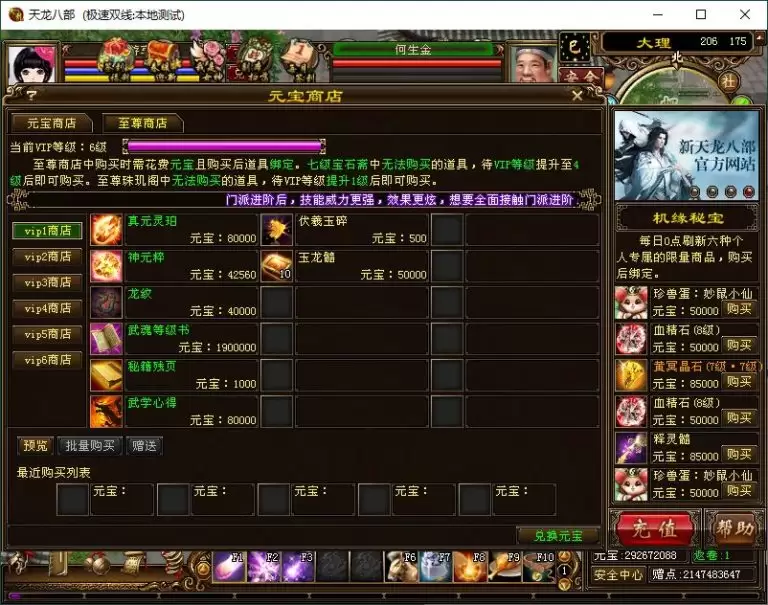 天龙八部 (极速双线:本地测试)
何生金
大理 206 175
北
元宝商店
元宝商店 至尊商店
当前VIP等级：6级
至尊商店中购买时需花费元宝且购买后道具绑定。七级宝石斋中无法购买的道具，待VIP等级提升至4
级后即可购买。至尊珠玑阁中无法购买的道具，待VIP等级提升1级后即可购买。
门派进阶后，技能威力更强，效果更炫，想要全面接触门派进阶
vip1商店
vip2商店
vip3商店
vip4商店
vip5商店
vip6商店
真元灵珀
元宝：80000
伏羲玉碎
元宝：500
神元粹
元宝：42560
10
玉龙髓
元宝：50000
龙纹
元宝：40000
武魂等级书
元宝：1900000
秘籍残页
元宝：1000
武学心得
元宝：80000
预览 批量购买 赠送
最近购买列表
元宝： 元宝： 元宝： 元宝： 元宝：
兑换元宝
新天龙八部
官方网站
机缘秘宝
每日0点刷新六种个
人专属的限量商品，购买
后绑定。
珍兽蛋：妙鼠小仙
元宝：50000 购买
血精石(8级)
元宝：50000 购买
黄冥晶石(7级·7级)
元宝：85000 购买
血精石(8级)
元宝：50000 购买
释灵髓
元宝：85000 购买
珍兽蛋：妙鼠小仙
元宝：50000 购买
充值 帮助
F1 F2 F3 F6 F7 F8 F9 F10
1
元宝:292672088 返卷:1
安全中心 赠点:2147483647